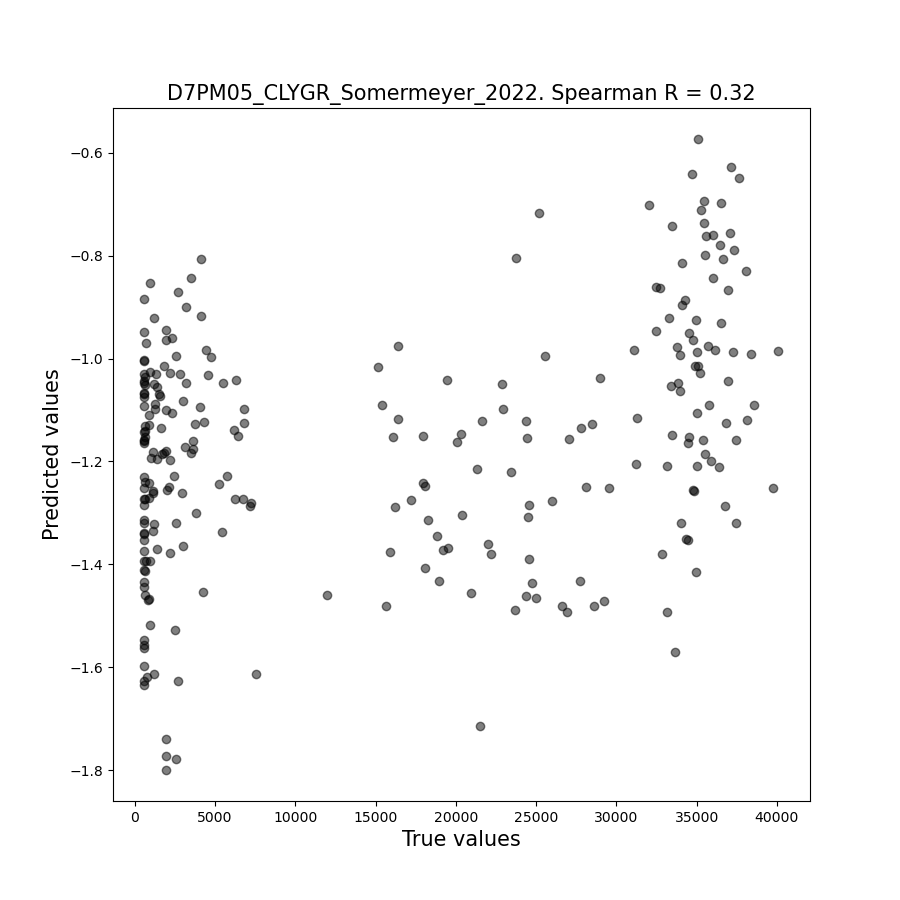 D7PM05_CLYGR_Somermeyer_2022. Spearman R = 0.32
Predicted values
−0.6
−0.8
−1.0
−1.2
−1.4
−1.6
−1.8
0 5000 10000 15000 20000 25000 30000 35000 40000
True values